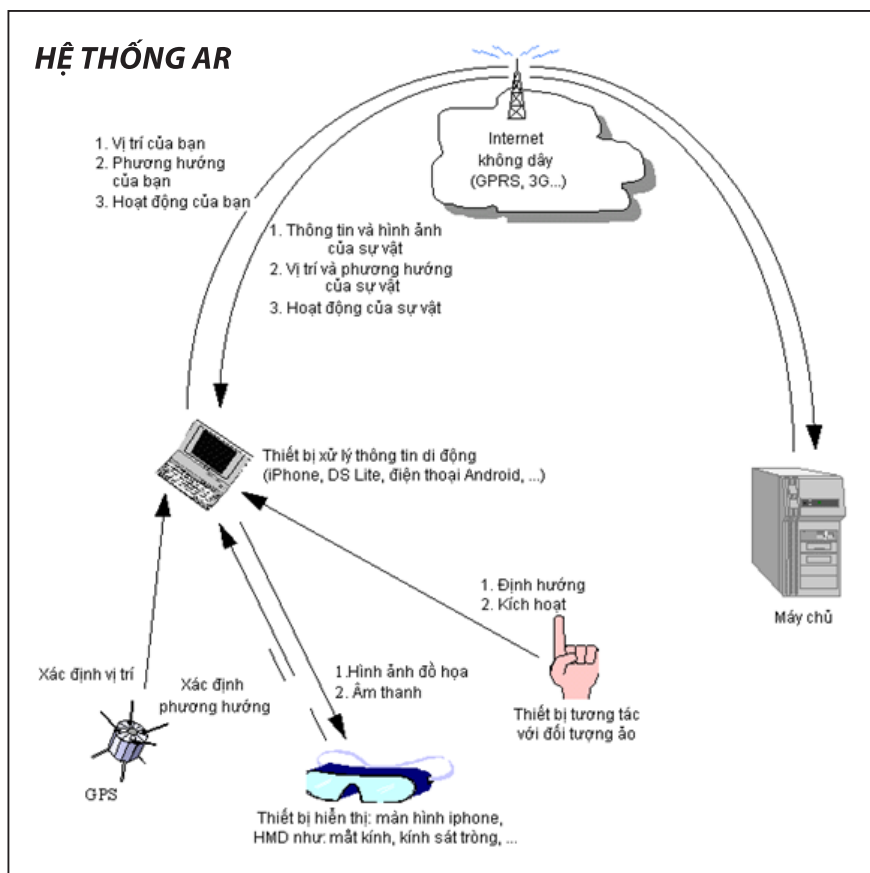 HỆ THỐNG AR
Internet
không dây
(GPRS, 3G...)
1. Vị trí của bạn
2. Phương hướng
của bạn
3. Hoạt động của bạn
1. Thông tin và hình ảnh
của sự vật
2. Vị trí và phương hướng
của sự vật
3. Hoạt động của sự vật
Thiết bị xử lý thông tin di động
(iPhone, DS Lite, điện thoại Android, ...)
Máy chủ
1. Định hướng
2. Kích hoạt
Thiết bị tương tác
với đối tượng ảo
Xác định vị trí
Xác định
phương hướng
1.Hình ảnh đồ họa
2. Âm thanh
GPS
Thiết bị hiển thị: màn hình iphone,
HMD như: mắt kính, kính sát tròng, ...